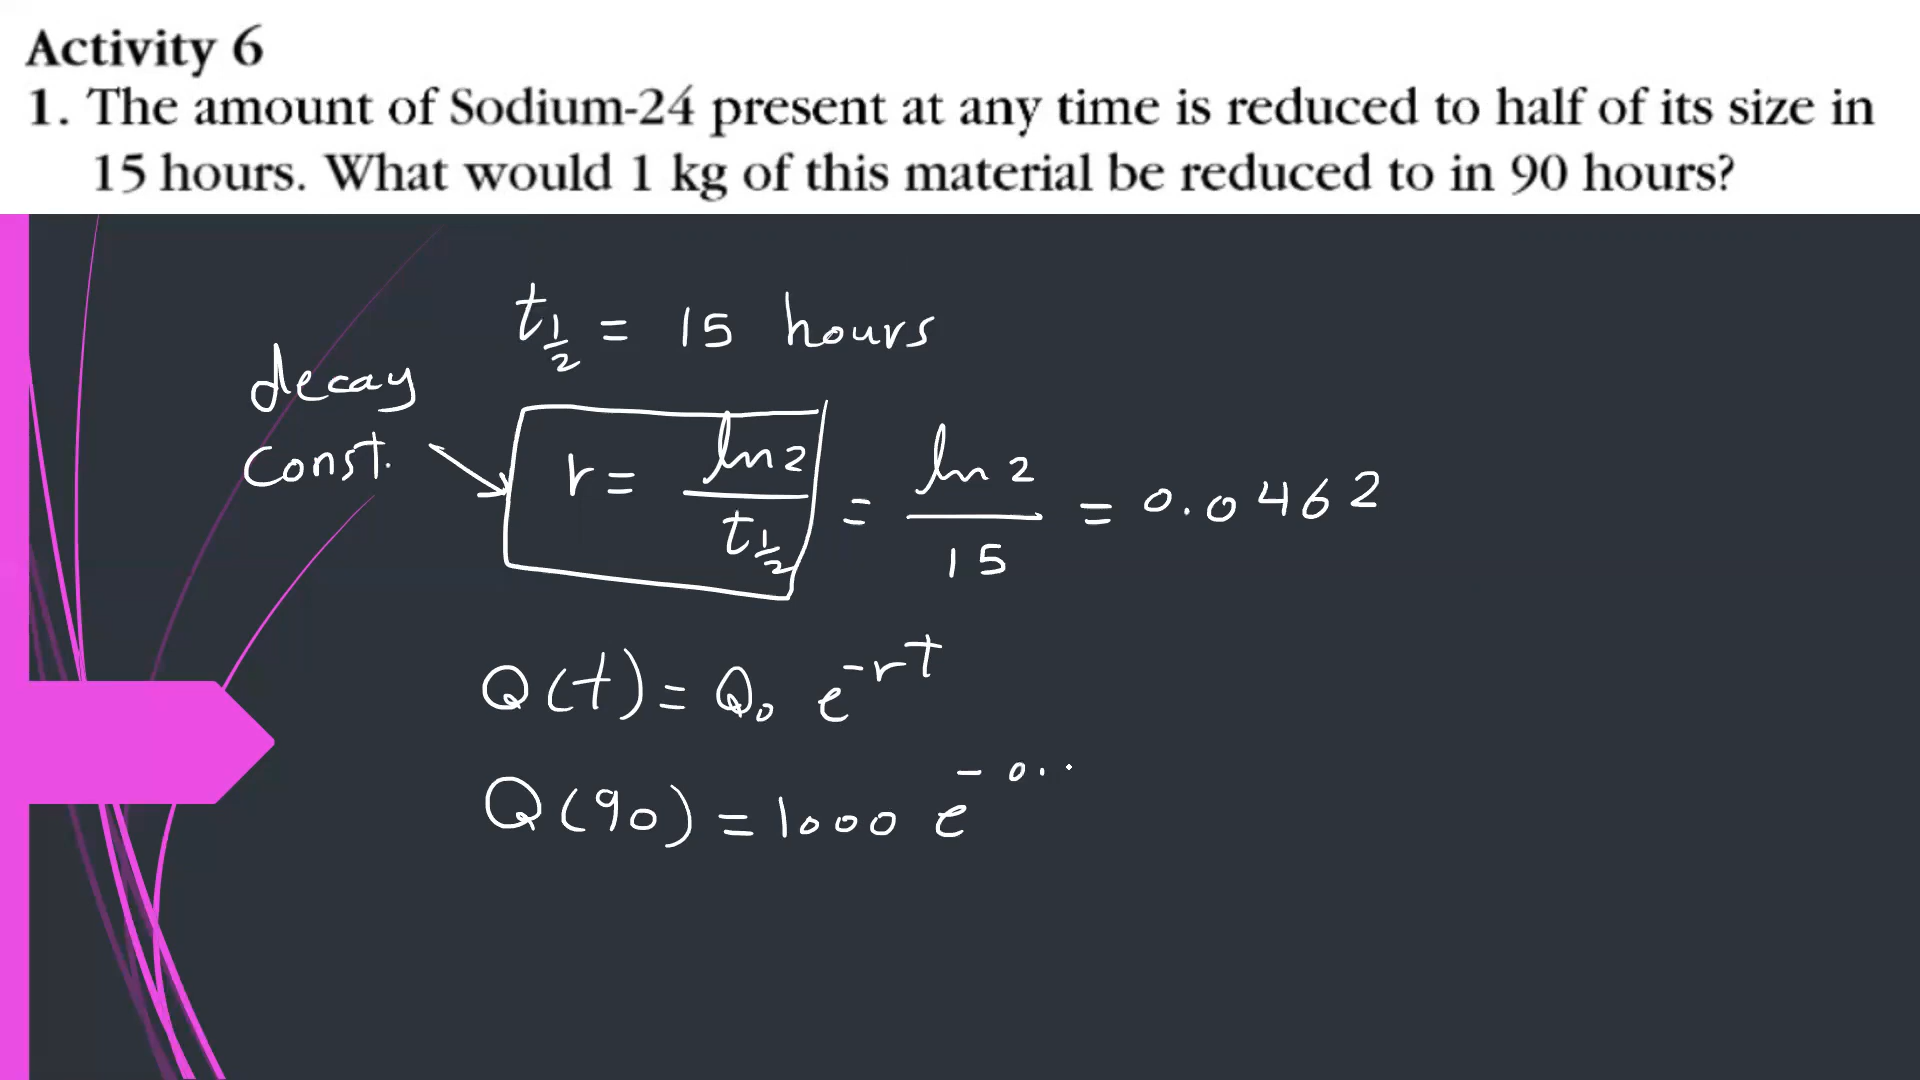 Activity 6
1. The amount of Sodium-24 present at any time is reduced to half of its size in
15 hours. What would 1 kg of this material be reduced to in 90 hours?
t½ = 15 hours
decay
const.
r = ln 2 / t½ = ln 2 / 15 = 0.0462
Q(t) = Q₀ e^-rt
Q(90) = 1000 e^-0..